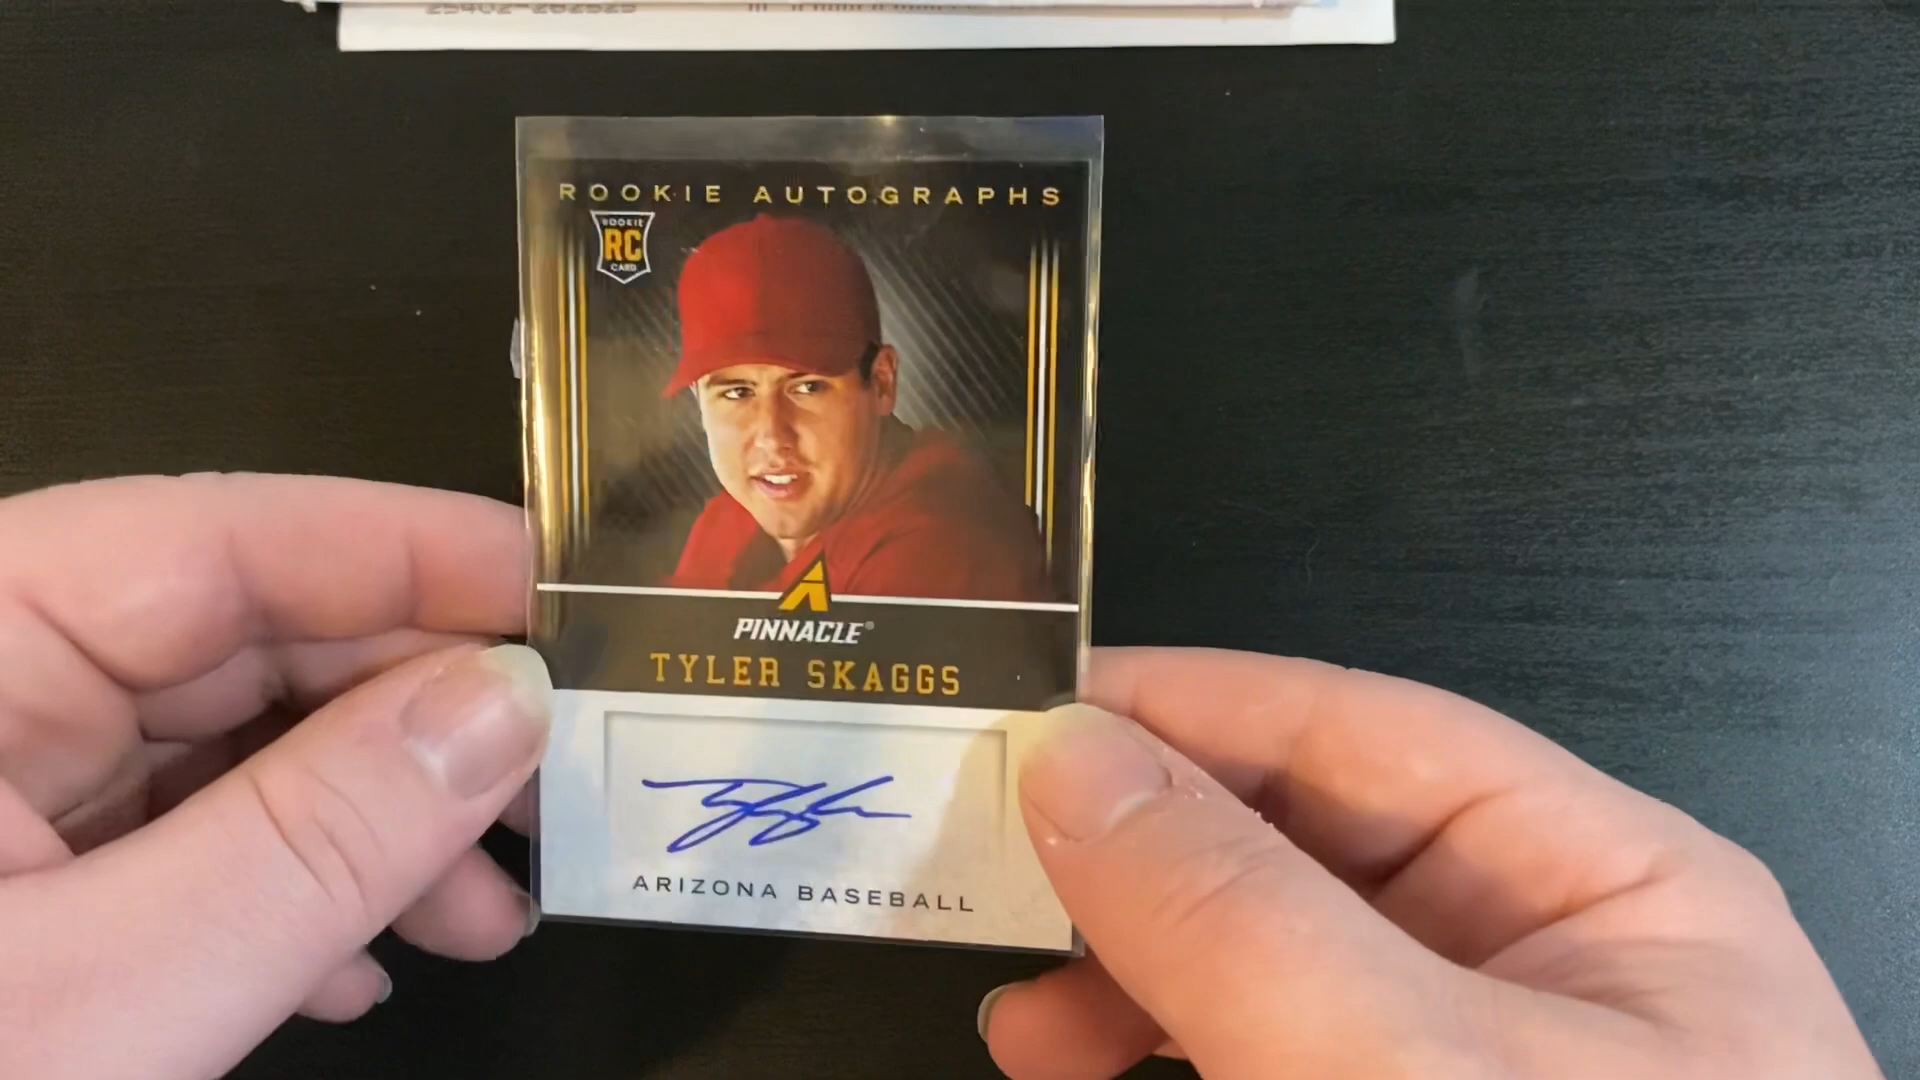 ROOKIE AUTOGRAPHS
ROOKIE
RC
CARD
PINNACLE®
TYLER SKAGGS
ARIZONA BASEBALL